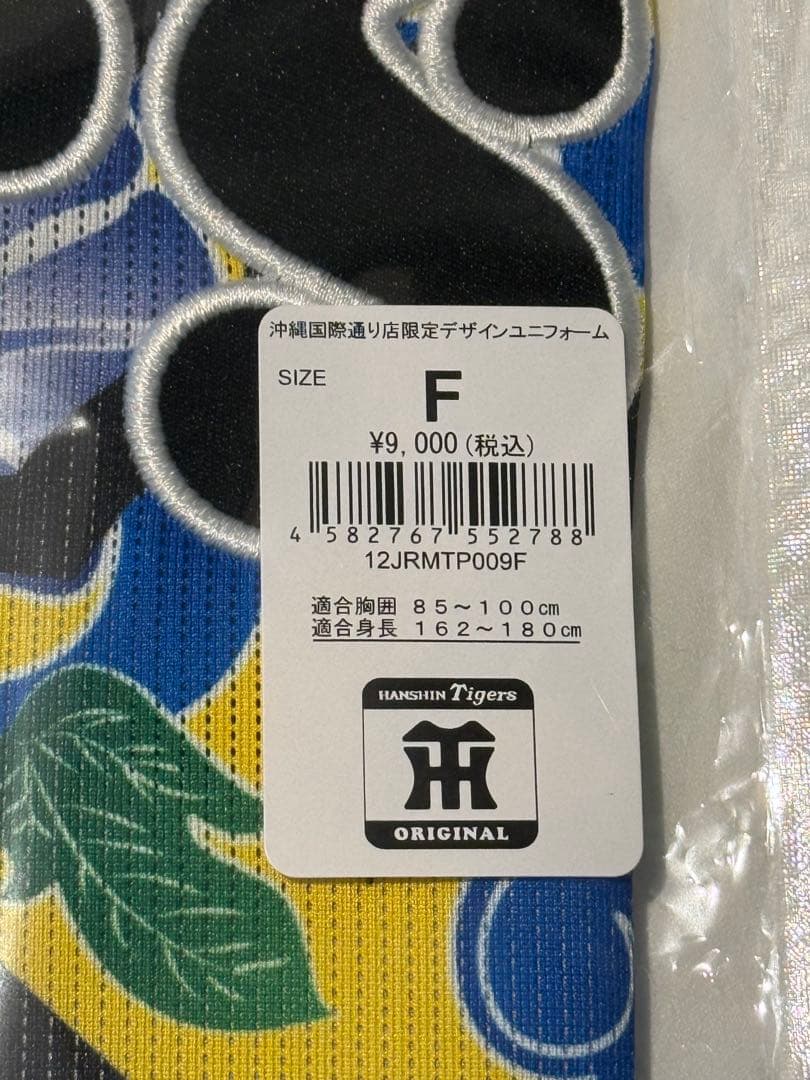 沖縄国際通り店限定デザインユニフォーム
SIZE F
¥9,000(税込)
4 582767 552788
12JRMTP009F
適合胸囲 85～100㎝
適合身長 162～180㎝
HANSHIN Tigers
TH
ORIGINAL